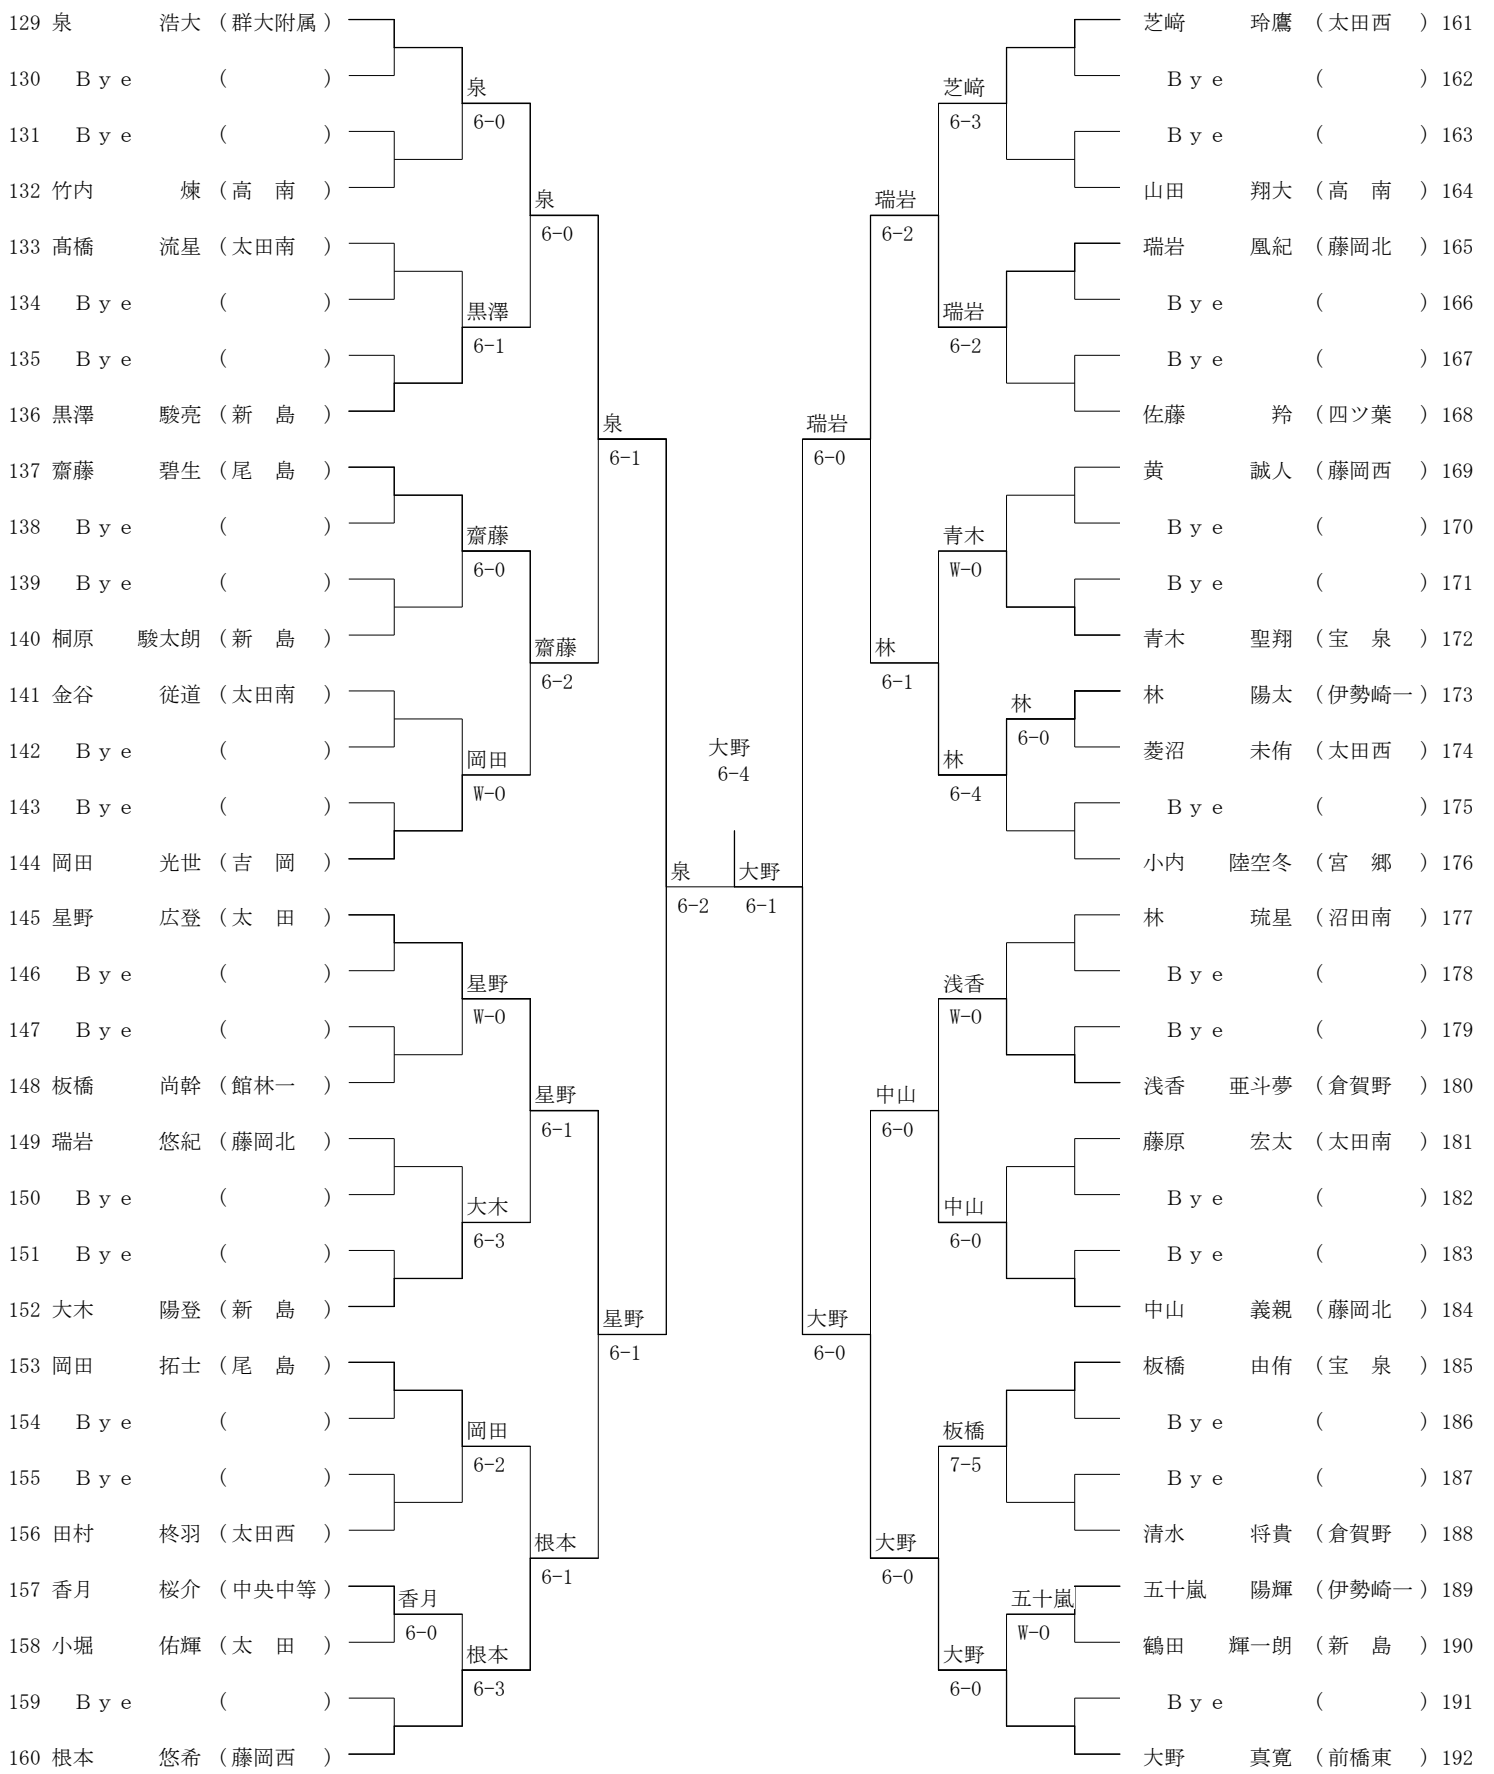 129 泉 浩大 (群大附属)
130 Bye ( )
泉
131 Bye ( )
6-0
132 竹内 煉 (高 南)
泉
133 髙橋 流星 (太田南)
6-0
134 Bye ( )
黒澤
135 Bye ( )
6-1
136 黒澤 駿亮 (新 島)
泉
137 齋藤 碧生 (尾 島)
6-1
138 Bye ( )
齋藤
139 Bye ( )
6-0
140 桐原 駿太朗 (新 島)
齋藤
141 金谷 従道 (太田南)
6-2
142 Bye ( )
岡田
143 Bye ( )
W-0
144 岡田 光世 (吉 岡)
泉
145 星野 広登 (太 田)
6-2
146 Bye ( )
星野
147 Bye ( )
W-0
148 板橋 尚幹 (館林一)
星野
149 瑞岩 悠紀 (藤岡北)
6-1
150 Bye ( )
大木
151 Bye ( )
6-3
152 大木 陽登 (新 島)
星野
153 岡田 拓士 (尾 島)
6-1
154 Bye ( )
岡田
155 Bye ( )
6-2
156 田村 柊羽 (太田西)
根本
157 香月 桜介 (中央中等)
6-1
香月
158 小堀 佑輝 (太 田)
6-0
根本
159 Bye ( )
6-3
160 根本 悠希 (藤岡西)
大野
6-4
芝﨑 玲鷹 (太田西) 161
Bye ( ) 162
芝﨑
Bye ( ) 163
6-3
山田 翔大 (高 南) 164
瑞岩
瑞岩 凰紀 (藤岡北) 165
6-2
Bye ( ) 166
瑞岩
Bye ( ) 167
6-2
佐藤 羚 (四ツ葉) 168
瑞岩
黄 誠人 (藤岡西) 169
6-0
Bye ( ) 170
青木
Bye ( ) 171
W-0
青木 聖翔 (宝 泉) 172
林
林 陽太 (伊勢崎一) 173
6-1
林
菱沼 未侑 (太田西) 174
6-0
林
Bye ( ) 175
6-4
小内 陸空冬 (宮 郷) 176
大野
林 琉星 (沼田南) 177
6-1
Bye ( ) 178
浅香
Bye ( ) 179
W-0
浅香 亜斗夢 (倉賀野) 180
中山
藤原 宏太 (太田南) 181
6-0
Bye ( ) 182
中山
Bye ( ) 183
6-0
中山 義親 (藤岡北) 184
大野
板橋 由侑 (宝 泉) 185
6-0
Bye ( ) 186
板橋
Bye ( ) 187
7-5
清水 将貴 (倉賀野) 188
大野
五十嵐 陽輝 (伊勢崎一) 189
6-0
五十嵐
鶴田 輝一朗 (新 島) 190
W-0
大野
Bye ( ) 191
6-0
大野 真寛 (前橋東) 192